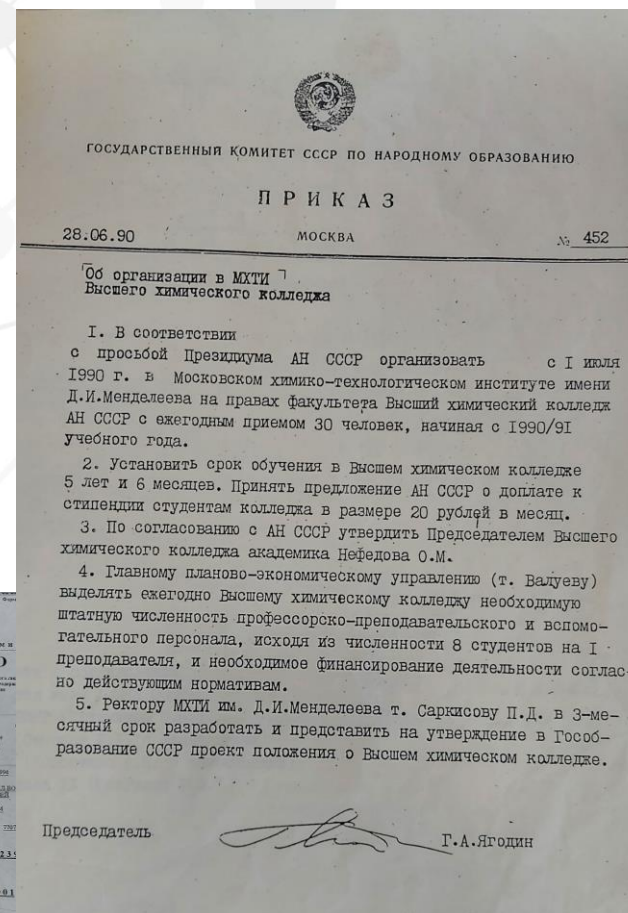 ГОСУДАРСТВЕННЫЙ КОМИТЕТ СССР ПО НАРОДНОМУ ОБРАЗОВАНИЮ
ПРИКАЗ
28.06.90 МОСКВА № 452
Об организации в МХТИ
Высшего химического колледжа
I. В соответствии
с просьбой Президиума АН СССР организовать с I июля
1990 г. в Московском химико-технологическом институте имени
Д.И.Менделеева на правах факультета Высший химический колледж
АН СССР с ежегодным приемом 30 человек, начиная с 1990/91
учебного года.
2. Установить срок обучения в Высшем химическом колледже
5 лет и 6 месяцев. Принять предложение АН СССР о доплате к
стипендии студентам колледжа в размере 20 рублей в месяц.
3. По согласованию с АН СССР утвердить Председателем Высшего
химического колледжа академика Нефедова О.М.
4. Главному планово-экономическому управлению (т. Валуеву)
выделять ежегодно Высшему химическому колледжу необходимую
штатную численность профессорско-преподавательского и вспомо-
гательного персонала, исходя из численности 8 студентов на I
преподавателя, и необходимое финансирование деятельности соглас-
но действующим нормативам.
5. Ректору МХТИ им. Д.И.Менделеева т. Саркисову П.Д. в 3-ме-
сячный срок разработать и представить на утверждение в Гособ-
разование СССР проект положения о Высшем химическом колледже.
Председатель Г.А.Ягодин